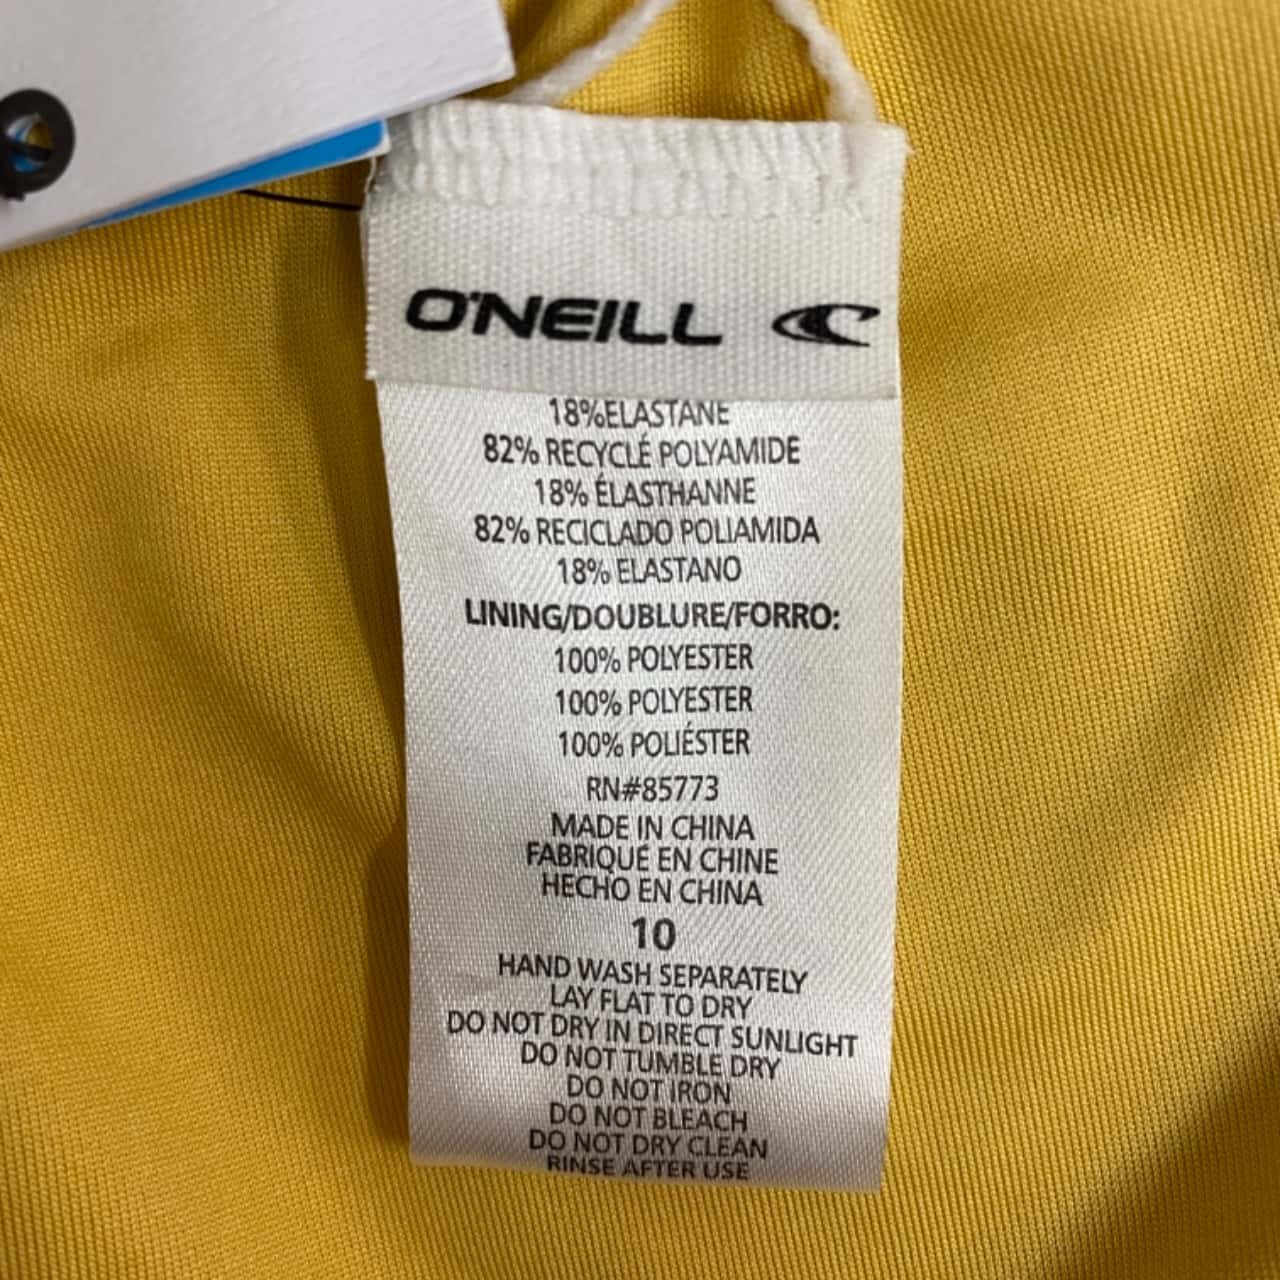 O'NEILL
18%ELASTANE
82% RECYCLÉ POLYAMIDE
18% ÉLASTHANNE
82% RECICLADO POLIAMIDA
18% ELASTANO
LINING/DOUBLURE/FORRO:
100% POLYESTER
100% POLYESTER
100% POLIÉSTER
RN#85773
MADE IN CHINA
FABRIQUÉ EN CHINE
HECHO EN CHINA
10
HAND WASH SEPARATELY
LAY FLAT TO DRY
DO NOT DRY IN DIRECT SUNLIGHT
DO NOT TUMBLE DRY
DO NOT IRON
DO NOT BLEACH
DO NOT DRY CLEAN
RINSE AFTER USE